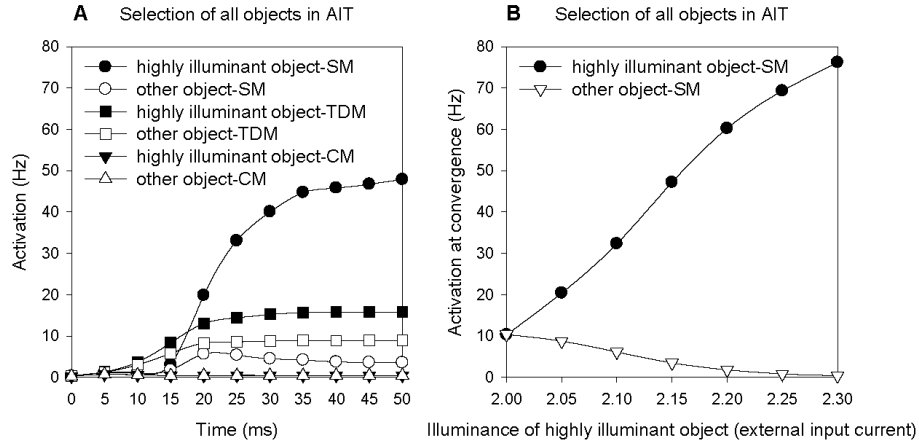 A Selection of all objects in AIT
80
70
60
50
40
30
20
10
0
Activation (Hz)
highly illuminant object-SM
other object-SM
highly illuminant object-TDM
other object-TDM
highly illuminant object-CM
other object-CM
0 5 10 15 20 25 30 35 40 45 50
Time (ms)
B Selection of all objects in AIT
80
70
60
50
40
30
20
10
0
Activation at convergence (Hz)
highly illuminant object-SM
other object-SM
2.00 2.05 2.10 2.15 2.20 2.25 2.30
Illuminance of highly illuminant object (external input current)